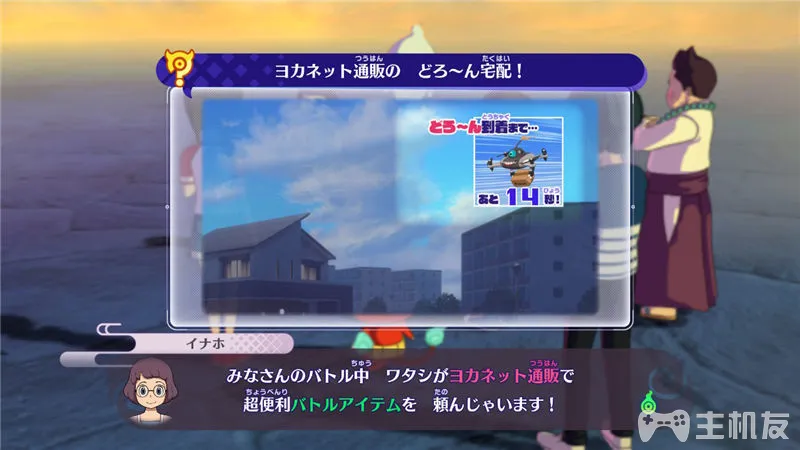 ヨカネット通販の どろ～ん宅配！
どろ～ん到着まで…
あと14秒！
イナホ
みなさんのバトル中 ワタシがヨカネット通販で
超便利バトルアイテムを 頼んじゃいます！
主机友